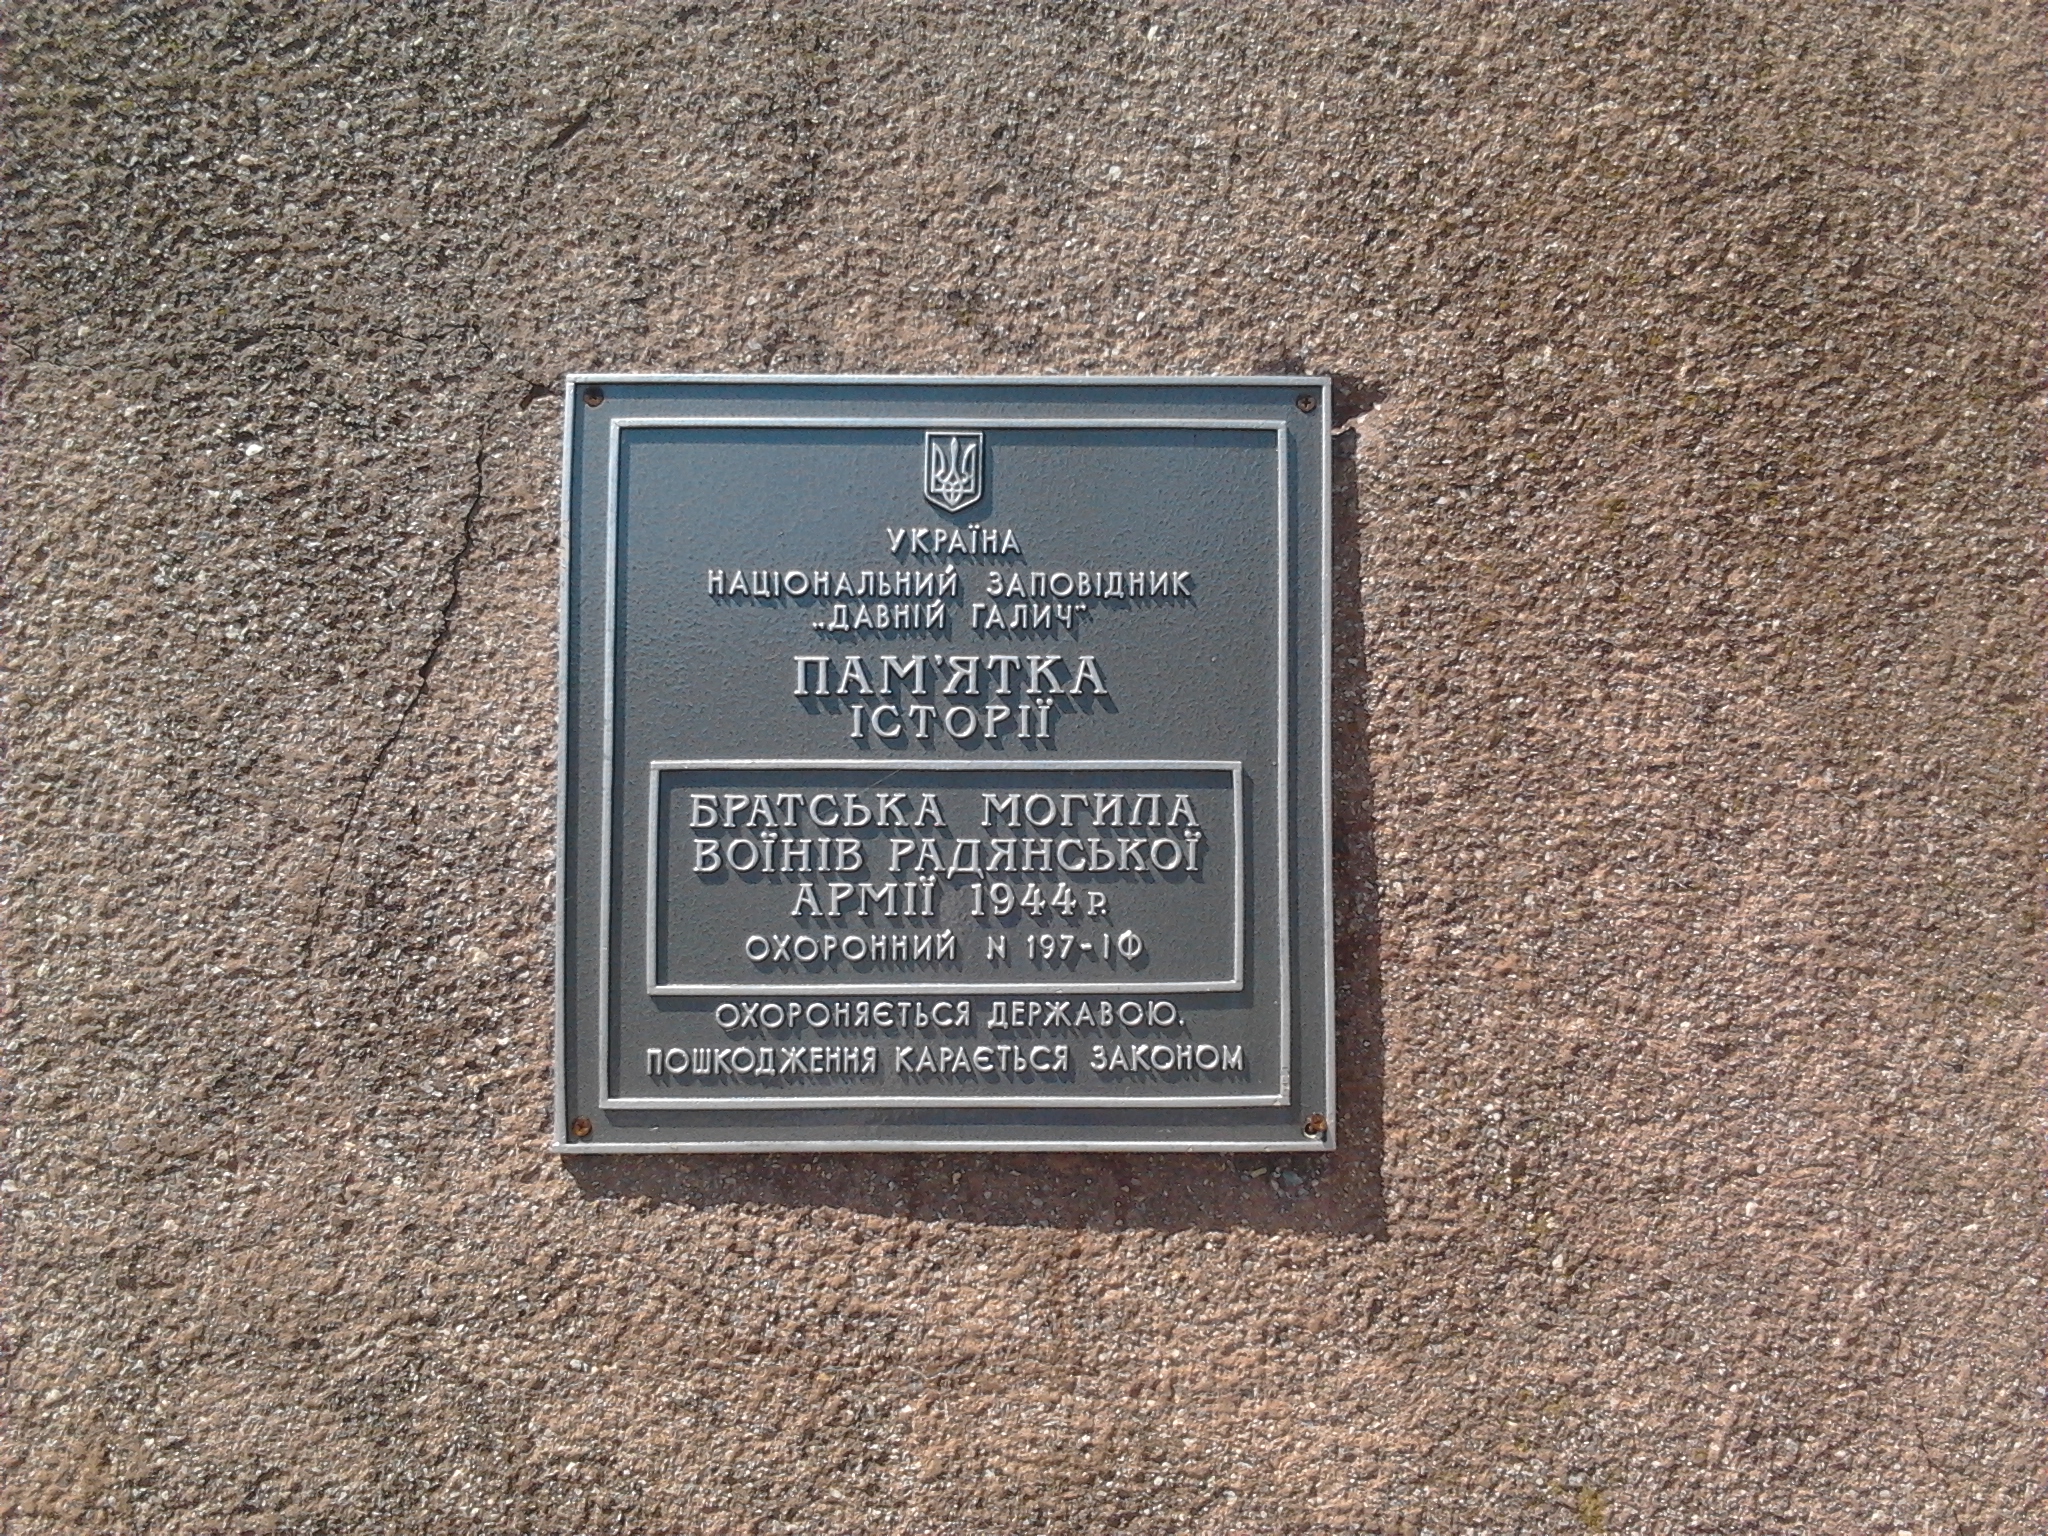 УКРАЇНА
НАЦІОНАЛЬНИЙ ЗАПОВІДНИК
„ДАВНІЙ ГАЛИЧ“
ПАМ'ЯТКА
ІСТОРІЇ
БРАТСЬКА МОГИЛА
ВОЇНІВ РАДЯНСЬКОЇ
АРМІЇ 1944 Р.
ОХОРОННИЙ N 197-ІФ
ОХОРОНЯЄТЬСЯ ДЕРЖАВОЮ.
ПОШКОДЖЕННЯ КАРАЄТЬСЯ ЗАКОНОМ